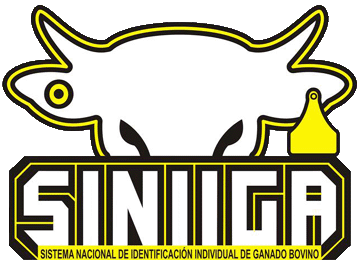 SINIIGA
SISTEMA NACIONAL DE IDENTIFICACIÓN INDIVIDUAL DE GANADO BOVINO